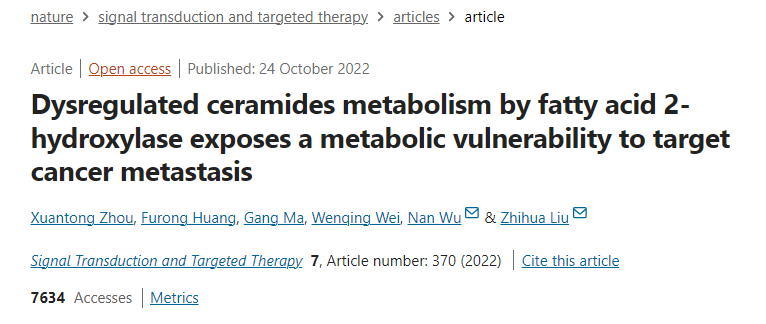 nature > signal transduction and targeted therapy > articles > article
Article | Open access | Published: 24 October 2022
Dysregulated ceramides metabolism by fatty acid 2-
hydroxylase exposes a metabolic vulnerability to target
cancer metastasis
Xuantong Zhou, Furong Huang, Gang Ma, Wenqing Wei, Nan Wu & Zhihua Liu
Signal Transduction and Targeted Therapy 7, Article number: 370 (2022) | Cite this article
7634 Accesses | Metrics